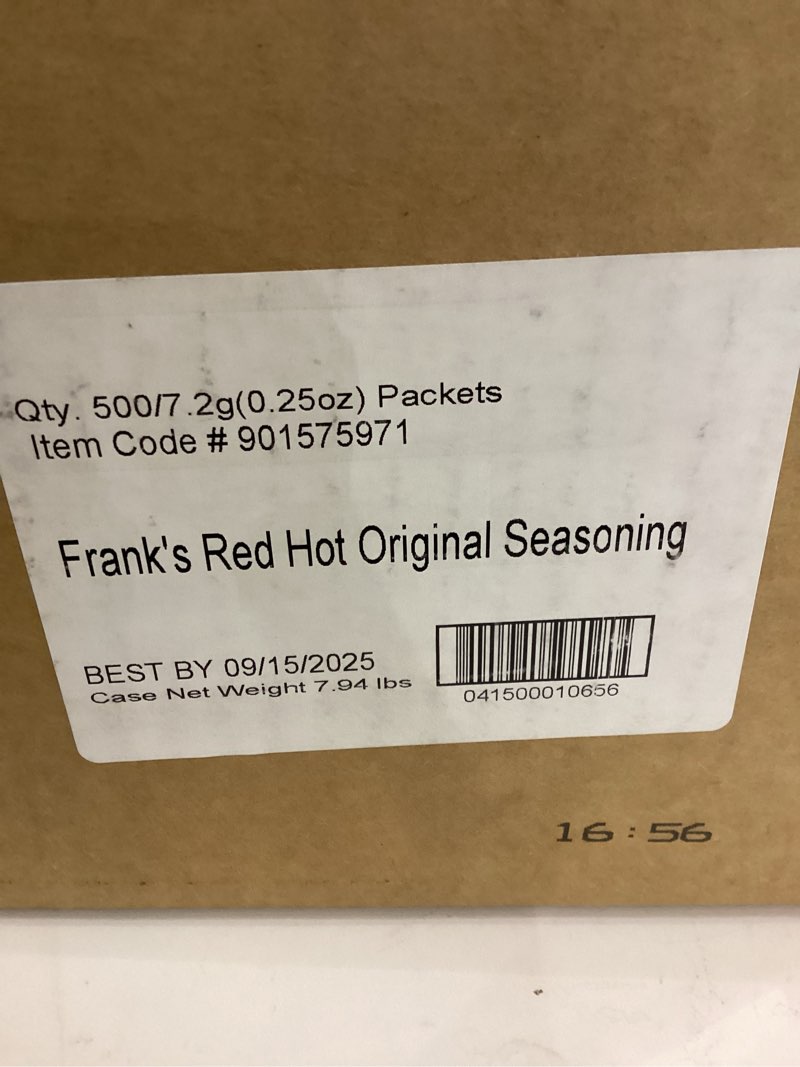 Qty. 500/7.2g(0.25oz) Packets
Item Code # 901575971
Frank's Red Hot Original Seasoning
BEST BY 09/15/2025
Case Net Weight 7.94 lbs
041500010656
16:56